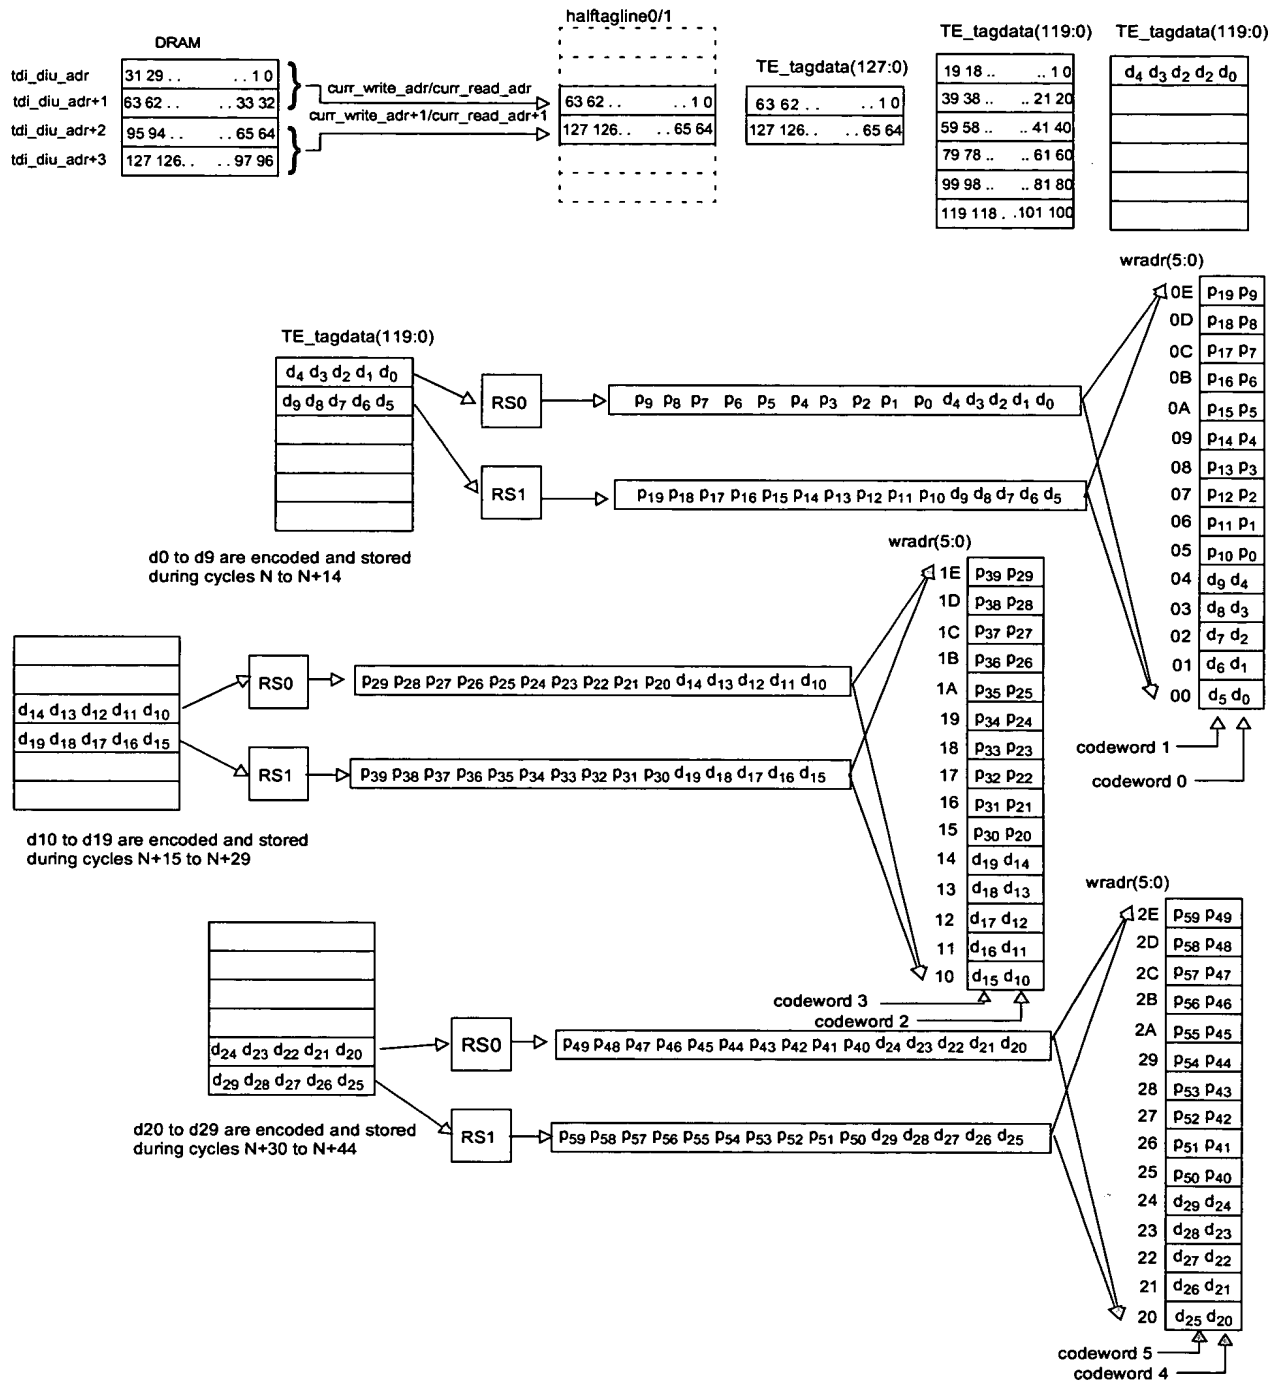 halftagline0/1
TE_tagdata(119:0)
TE_tagdata(119:0)
DRAM
TE_tagdata(127:0)
tdi_diu_adr
31 29 . . . . 1 0
tdi_diu_adr+1
63 62 . . . . 33 32
tdi_diu_adr+2
95 94 . . . . 65 64
tdi_diu_adr+3
127 126. . . . 97 96
curr_write_adr/curr_read_adr
curr_write_adr+1/curr_read_adr+1
63 62 . . . . 1 0
127 126. . . . 65 64
63 62 . . . . 1 0
127 126. . . . 65 64
19 18 . . . . 1 0
39 38 .. .. 21 20
59 58 .. .. 41 40
79 78 .. .. 61 60
99 98 .. .. 81 80
119 118 . .101 100
d4 d3 d2 d2 d0
wradr(5:0)
0E p19 p9
0D p18 p8
0C p17 p7
0B p16 p6
0A p15 p5
09 p14 p4
08 p13 p3
07 p12 p2
06 p11 p1
05 p10 p0
04 d9 d4
03 d8 d3
02 d7 d2
01 d6 d1
00 d5 d0
codeword 1
codeword 0
TE_tagdata(119:0)
d4 d3 d2 d1 d0
d9 d8 d7 d6 d5
RS0
p9 p8 p7 p6 p5 p4 p3 p2 p1 p0 d4 d3 d2 d1 d0
RS1
p19 p18 p17 p16 p15 p14 p13 p12 p11 p10 d9 d8 d7 d6 d5
d0 to d9 are encoded and stored
during cycles N to N+14
wradr(5:0)
1E p39 p29
1D p38 p28
1C p37 p27
1B p36 p26
1A p35 p25
19 p34 p24
18 p33 p23
17 p32 p22
16 p31 p21
15 p30 p20
14 d19 d14
13 d18 d13
12 d17 d12
11 d16 d11
10 d15 d10
codeword 3
codeword 2
d14 d13 d12 d11 d10
d19 d18 d17 d16 d15
RS0
p29 p28 p27 p26 p25 p24 p23 p22 p21 p20 d14 d13 d12 d11 d10
RS1
p39 p38 p37 p36 p35 p34 p33 p32 p31 p30 d19 d18 d17 d16 d15
d10 to d19 are encoded and stored
during cycles N+15 to N+29
wradr(5:0)
2E p59 p49
2D p58 p48
2C p57 p47
2B p56 p46
2A p55 p45
29 p54 p44
28 p53 p43
27 p52 p42
26 p51 p41
25 p50 p40
24 d29 d24
23 d28 d23
22 d27 d22
21 d26 d21
20 d25 d20
codeword 5
codeword 4
d24 d23 d22 d21 d20
d29 d28 d27 d26 d25
RS0
p49 p48 p47 p46 p45 p44 p43 p42 p41 p40 d24 d23 d22 d21 d20
RS1
p59 p58 p57 p56 p55 p54 p53 p52 p51 p50 d29 d28 d27 d26 d25
d20 to d29 are encoded and stored
during cycles N+30 to N+44